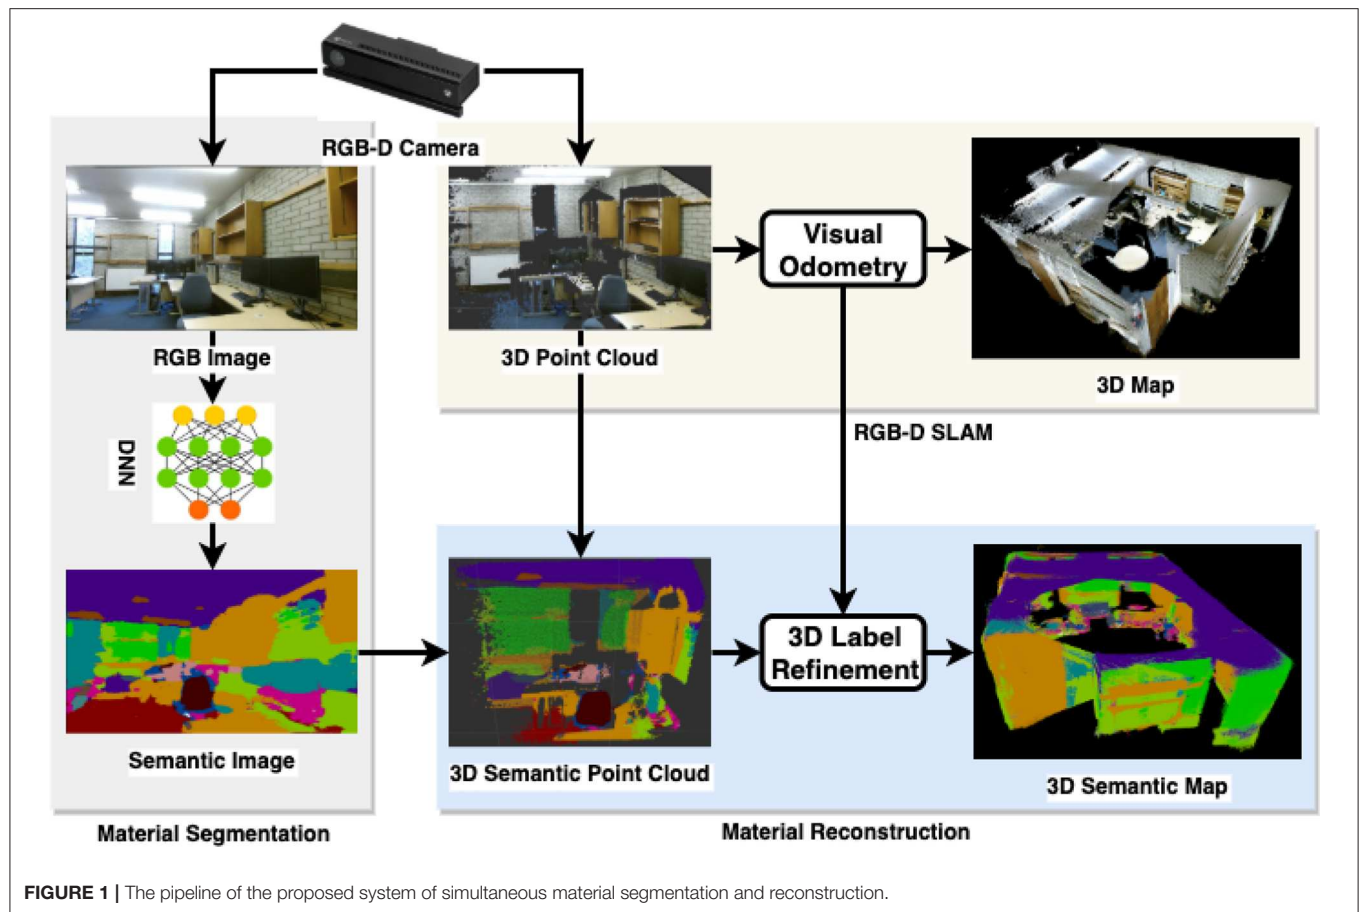 RGB-D Camera
RGB Image
3D Point Cloud
Visual
Odometry
3D Map
DNN
RGB-D SLAM
Semantic Image
3D Semantic Point Cloud
3D Label
Refinement
3D Semantic Map
Material Segmentation
Material Reconstruction
FIGURE 1 | The pipeline of the proposed system of simultaneous material segmentation and reconstruction.